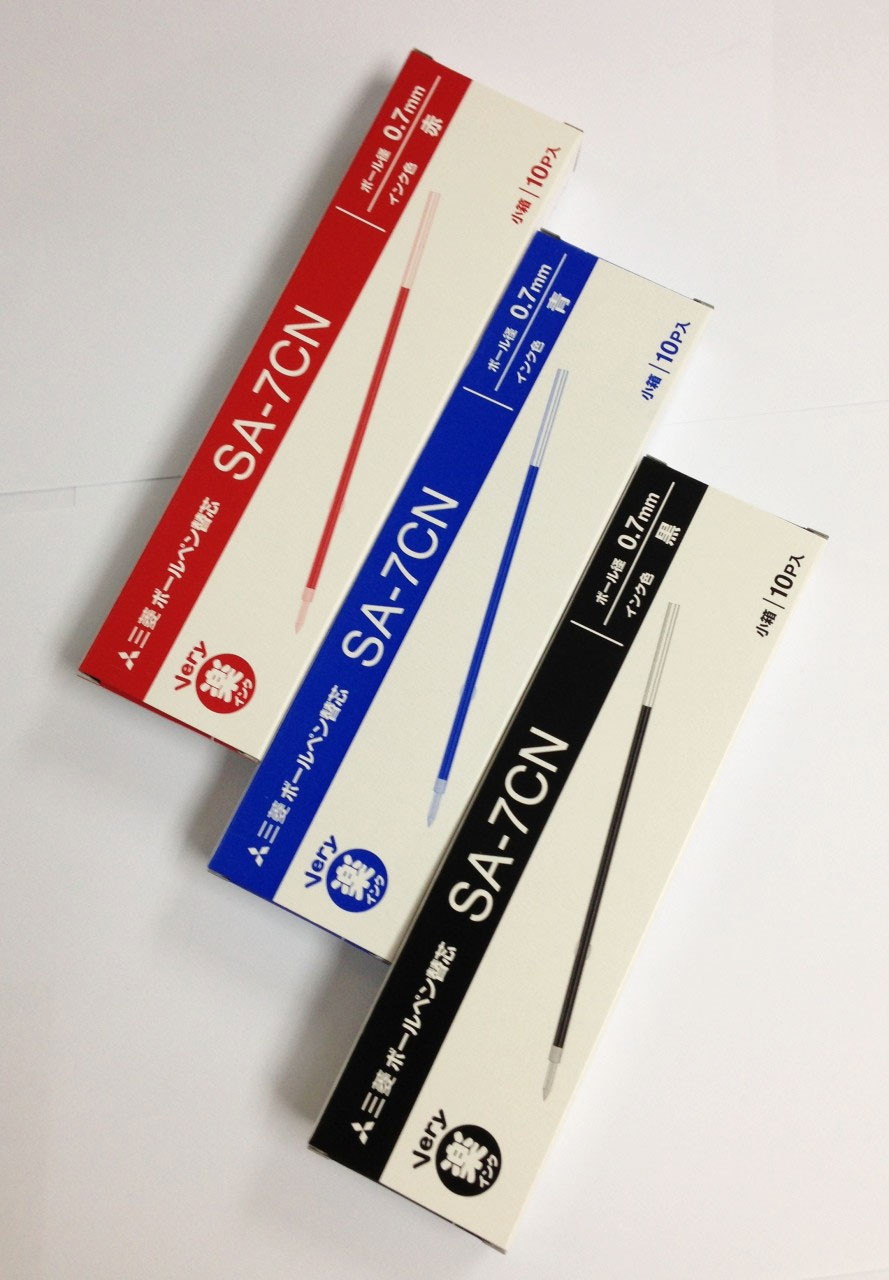 三菱 ボールペン替芯 SA-7CN
ボール径 0.7mm
インク色 赤
小箱 10P入
Very
楽
インク
三菱 ボールペン替芯 SA-7CN
ボール径 0.7mm
インク色 青
小箱 10P入
Very
楽
インク
三菱 ボールペン替芯 SA-7CN
ボール径 0.7mm
インク色 黒
小箱 10P入
Very
楽
インク